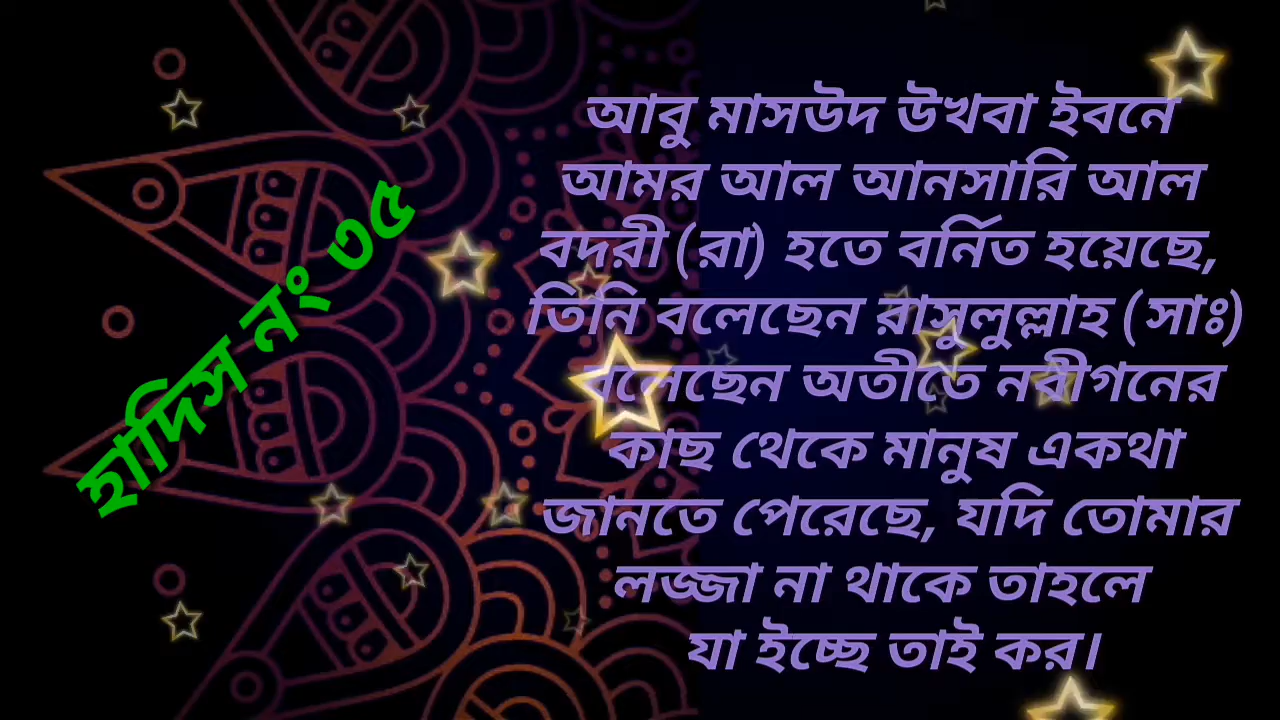 হাদিস নং ৩৫
আবু মাসউদ উখবা ইবনে
আমর আল আনসারি আল
বদরী (রা) হতে বর্নিত হয়েছে,
তিনি বলেছেন রাসুলুল্লাহ (সাঃ)
বলেছেন অতীতে নবীগনের
কাছ থেকে মানুষ একথা
জানতে পেরেছে, যদি তোমার
লজ্জা না থাকে তাহলে
যা ইচ্ছে তাই কর।